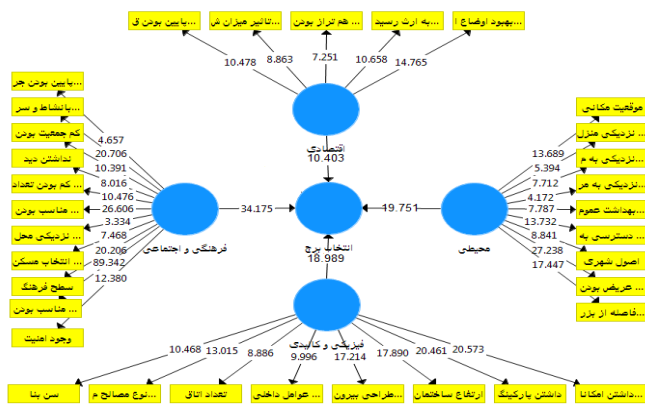 پایین بودن ق...
تاثیر میزان ش...
هم تراز بودن ...
به ارث رسید...
بهبود اوضاع ا...
10.478
8.863
7.251
10.658
14.765
اقتصادی
10.403
پایین بودن جر...
بانشاط و سر...
کم جمعیت بودن
نداشتن دید
کم بودن تعداد ...
مناسب بودن ...
نزدیکی محل ...
انتخاب مسکن ...
سطح فرهنگ
مناسب بودن ...
وجود امنیت
4.657
20.706
10.391
8.016
10.476
26.606
3.334
7.468
20.206
89.342
12.380
فرهنگی و اجتماعی
34.175
انتخاب برج
19.751
محیطی
موقعیت مکانی
نزدیکی منزل ...
نزدیکی به م...
نزدیکی به هر...
بهداشت عموم...
دسترسی به ...
اصول شهری
عریض بودن ...
فاصله از بزر...
13.689
5.394
7.712
4.172
7.787
13.732
8.841
27.238
17.447
18.989
فیزیکی و کالبدی
10.468
13.015
8.886
9.996
17.214
17.890
20.461
20.573
سن بنا
نوع مصالح م...
تعداد اتاق
عوامل داخلی ...
طراحی بیرون...
ارتفاع ساختمان
داشتن پارکینگ
داشتن امکانا...